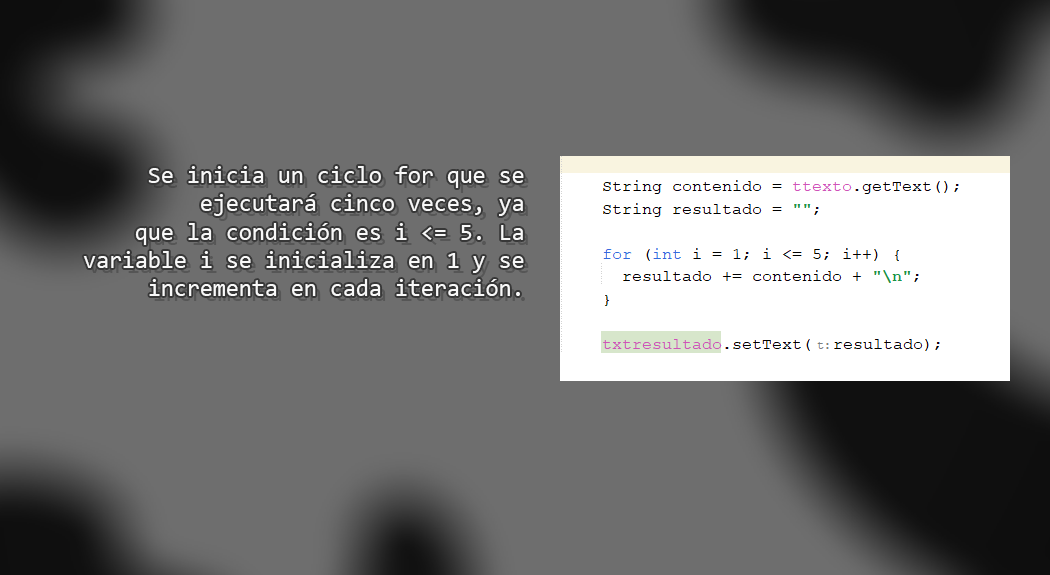 Se inicia un ciclo for que se
ejecutará cinco veces, ya
que la condición es i <= 5. La
variable i se inicializa en 1 y se
incrementa en cada iteración.
String contenido = ttexto.getText();
String resultado = "";
for (int i = 1; i <= 5; i++) {
resultado += contenido + "\n";
}
txtresultado.setText( t: resultado);